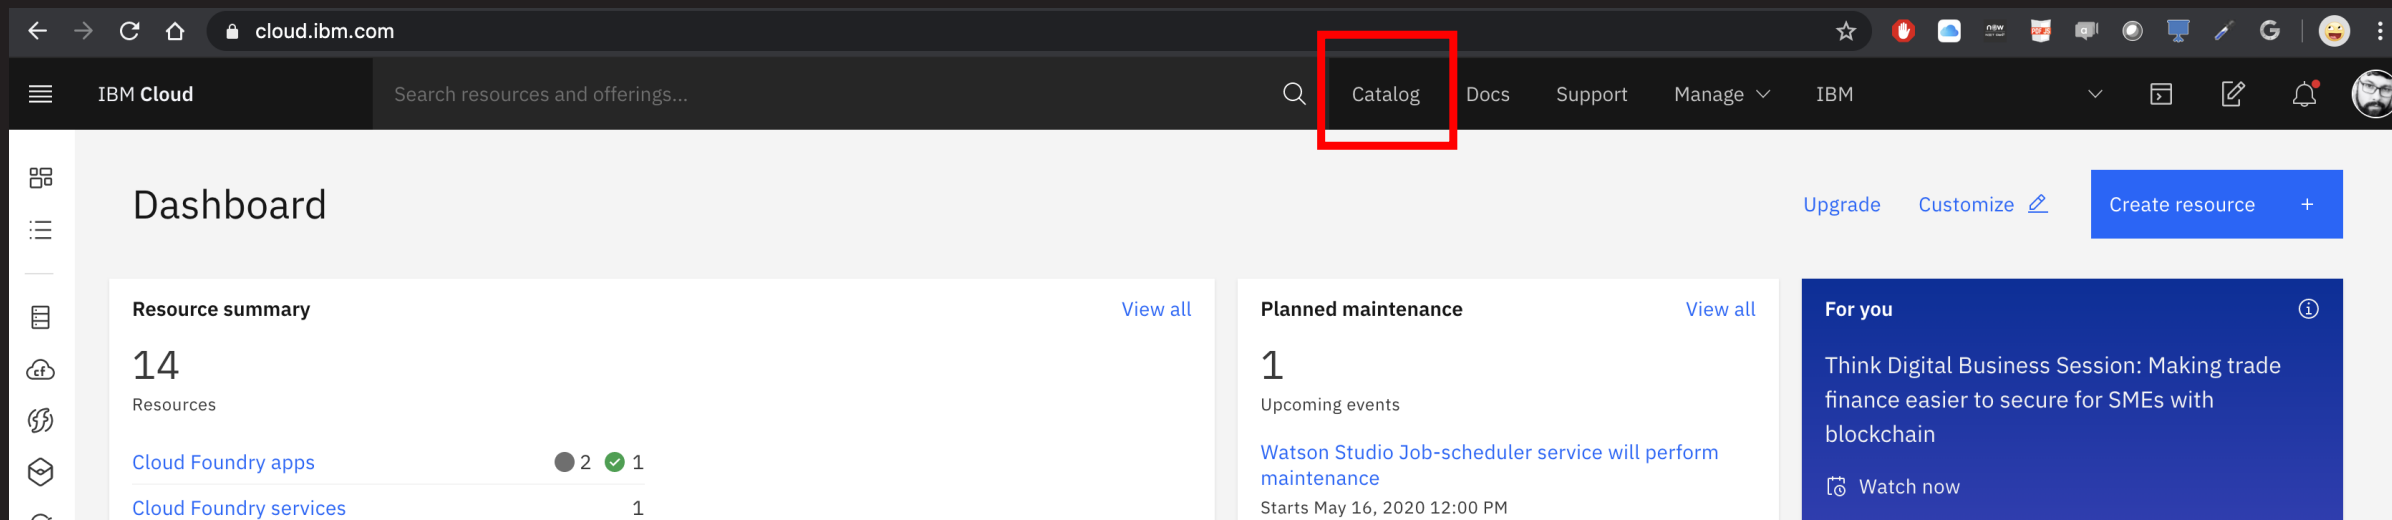 cloud.ibm.com
IBM Cloud
Search resources and offerings...
Catalog
Docs
Support
Manage
IBM
Dashboard
Upgrade
Customize
Create resource +
Resource summary
View all
14
Resources
Cloud Foundry apps
2
1
Cloud Foundry services
1
Planned maintenance
View all
1
Upcoming events
Watson Studio Job-scheduler service will perform
maintenance
Starts May 16, 2020 12:00 PM
For you
Think Digital Business Session: Making trade
finance easier to secure for SMEs with
blockchain
Watch now